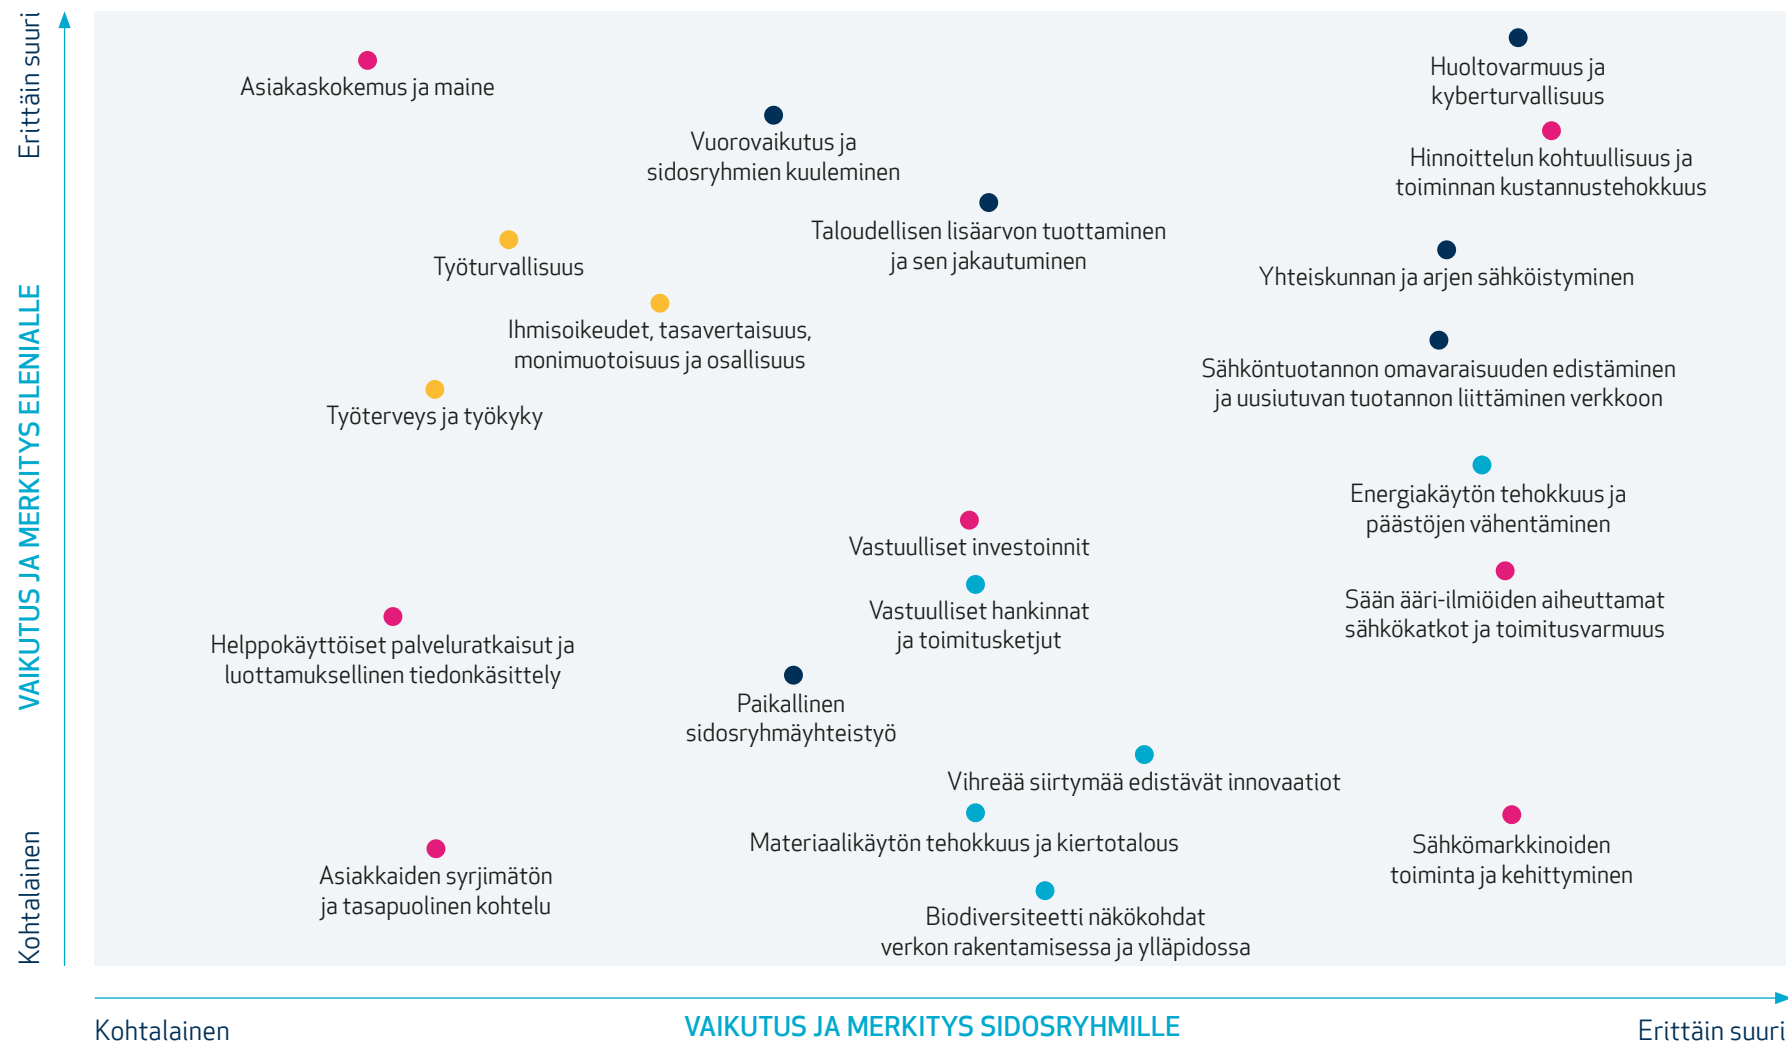 Erittäin suuri
VAIKUTUS JA MERKITYS ELENIALLE
Kohtalainen
Asiakaskokemus ja maine
Huoltovarmuus ja
kyberturvallisuus
Vuorovaikutus ja
sidosryhmien kuuleminen
Hinnoittelun kohtuullisuus ja
toiminnan kustannustehokkuus
Taloudellisen lisäarvon tuottaminen
ja sen jakautuminen
Työturvallisuus
Yhteiskunnan ja arjen sähköistyminen
Ihmisoikeudet, tasavertaisuus,
monimuotoisuus ja osallisuus
Sähköntuotannon omavaraisuuden edistäminen
ja uusiutuvan tuotannon liittäminen verkkoon
Työterveys ja työkyky
Energiakäytön tehokkuus ja
päästöjen vähentäminen
Vastuulliset investoinnit
Sään ääri-ilmiöiden aiheuttamat
sähkökatkot ja toimitusvarmuus
Vastuulliset hankinnat
ja toimitusketjut
Helppokäyttöiset palveluratkaisut ja
luottamuksellinen tiedonkäsittely
Paikallinen
sidosryhmäyhteistyö
Vihreää siirtymää edistävät innovaatiot
Materiaalikäytön tehokkuus ja kiertotalous
Sähkömarkkinoiden
toiminta ja kehittyminen
Asiakkaiden syrjimätön
ja tasapuolinen kohtelu
Biodiversiteetti näkökohdat
verkon rakentamisessa ja ylläpidossa
Kohtalainen
VAIKUTUS JA MERKITYS SIDOSRYHMILLE
Erittäin suuri